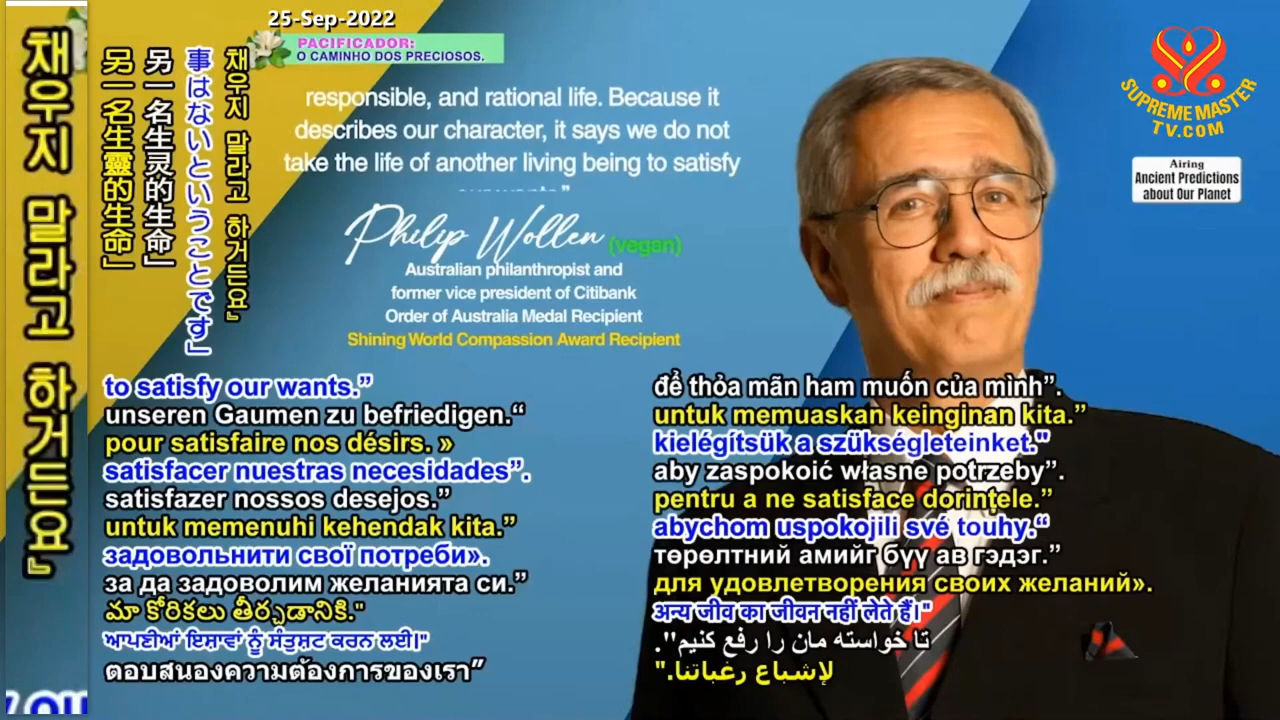 25-Sep-2022
PACIFICADOR:
O CAMINHO DOS PRECIOSOS.
SUPREME MASTER
TV.COM
Airing
Ancient Predictions
about Our Planet
채우지 말라고 하거든요』
채우지 말라고 하거든요』
事はないということです」
另一名生灵的生命」
另一名生靈的生命」
responsible, and rational life. Because it
describes our character, it says we do not
take the life of another living being to satisfy
our wants.”
Philip Wollen (vegan)
Australian philanthropist and
former vice president of Citibank
Order of Australia Medal Recipient
Shining World Compassion Award Recipient
to satisfy our wants.”
unseren Gaumen zu befriedigen.“
pour satisfaire nos désirs. »
satisfacer nuestras necesidades”.
satisfazer nossos desejos.”
untuk memenuhi kehendak kita.”
задовольнити свої потреби».
за да задоволим желанията си.”
మా కోరికలు తీర్చడానికి."
ਆਪਣੀਆਂ ਇਸ਼ਾਵਾਂ ਨੂੰ ਸੰਤੁਸ਼ਟ ਕਰਨ ਲਈ।"
ตอบสนองความต้องการของเรา”
để thỏa mãn ham muốn của mình”.
untuk memuaskan keinginan kita.”
kielégítsük a szükségleteinket."
aby zaspokoić własne potrzeby”.
pentru a ne satisface dorințele.”
abychom uspokojili své touhy.“
төрөлтний амийг бүү ав гэдэг.”
для удовлетворения своих желаний».
अन्य जीव का जीवन नहीं लेते हैं।"
تا خواسته مان را رفع کنیم".
لإشباع رغباتنا."